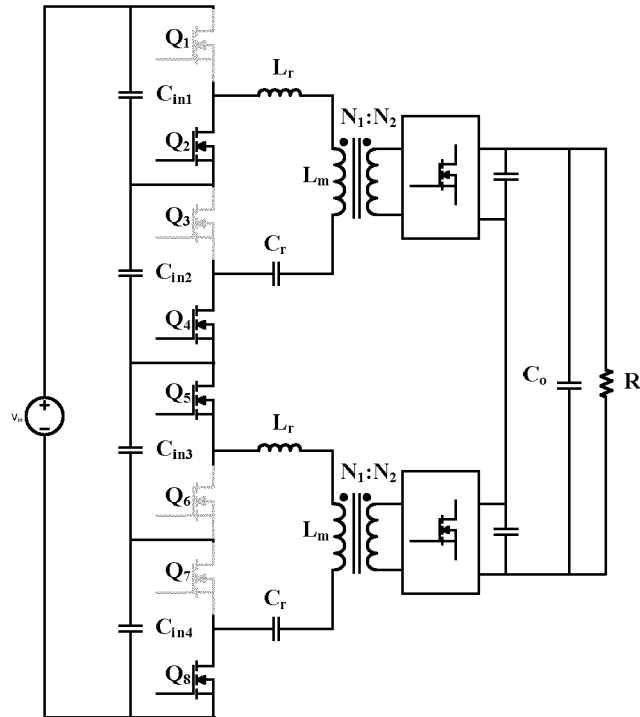 Q1
Cin1
Lr
N1:N2
Q2
Lm
Q3
Cr
Cin2
Q4
Co
R
Vin
Q5
Lr
Cin3
N1:N2
Q6
Lm
Q7
Cr
Cin4
Q8